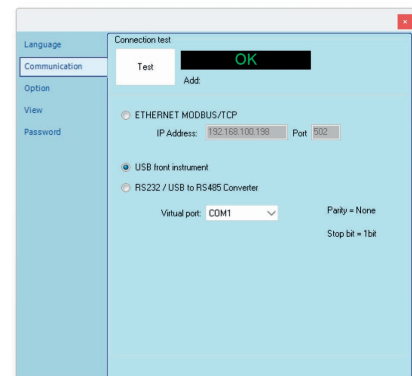 Language
Communication
Option
View
Password
Connection test
Test
OK
Add:
ETHERNET MODBUS/TCP
IP Address: 192.168.100.198 Port 502
USB front instrument
RS232 / USB to RS485 Converter
Virtual port: COM1 Parity = None
Stop bit = 1bit